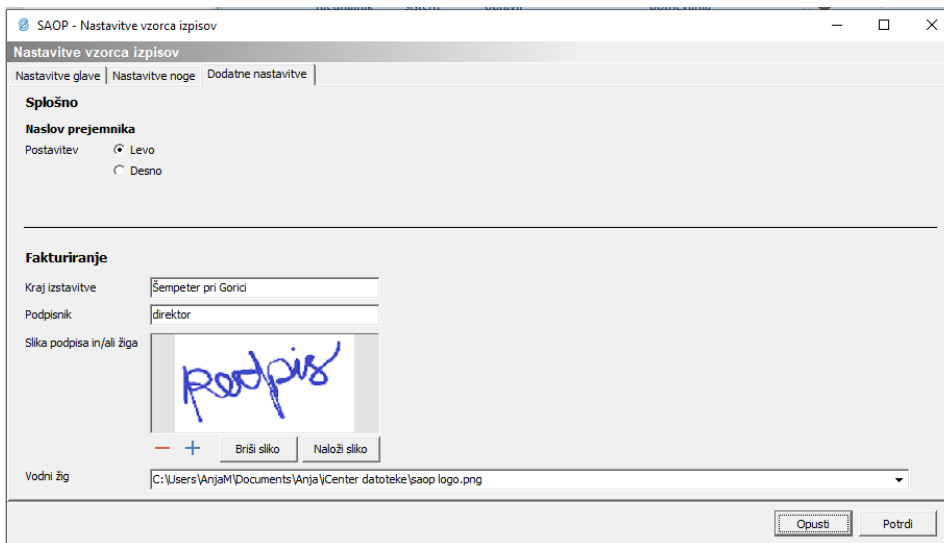 SAOP - Nastavitve vzorca izpisov
Nastavitve vzorca izpisov
Nastavitve glave Nastavitve noge Dodatne nastavitve
Splošno
Naslov prejemnika
Postavitev Levo
Desno
Fakturiranje
Kraj izstavitve Šempeter pri Gorici
Podpisnik direktor
Slika podpisa in/ali žiga
Podpis
Briši sliko Naloži sliko
Vodni žig C:\Users\AnjaM\Documents\Anja\iCenter datoteke\saop logo.png
Opusti Potrdi